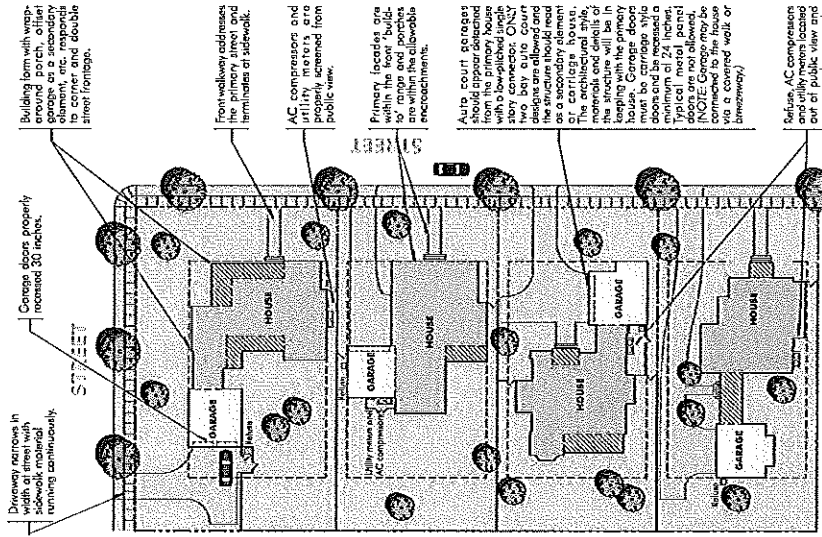 Driveway narrows in
width at street with
sidewalk material
running continuously.
Garage doors properly
recessed 30 inches.
Building form with wrap-
around porch, offset
garage as a secondary
element, etc. responds
to corner and double
street frontage.
Front walkway addresses
the primary street and
terminates at sidewalk.
AC compressors and
utility meters are
properly screened from
public view.
Primary facades are
within the front "build-
to" range and porches
are within the allowable
encroachments.
Auto court garages
should appear detached
from the primary house
with a low-pitched single
story connector. ONLY
two bay auto court
designs are allowed and
the structure should read
as a secondary element
or carriage house.
The architectural style,
materials and details of
the structure will be in
keeping with the primary
house. Garage doors
must be carriage style
doors and be recessed a
minimum of 24 inches.
Typical metal panel
doors are not allowed.
(NOTE: Garage may be
connected to the house
via a covered walk or
breezeway.)
Refuse, AC compressors
and utility meters located
out of public view and
STREET
STREET
HOUSE
GARAGE
Refuse
HOUSE
GARAGE
Refuse
Utility meters and
AC compressors
HOUSE
GARAGE
HOUSE
GARAGE
Refuse